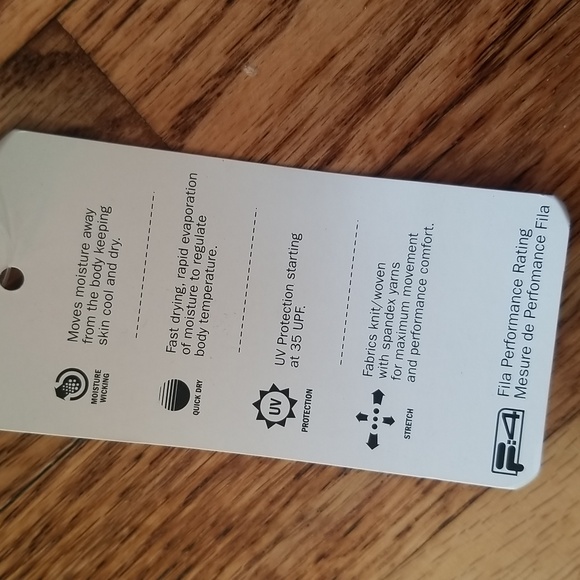 Moves moisture away
from the body keeping
skin cool and dry.
MOISTURE
WICKING
Fast drying, rapid evaporation
of moisture to regulate
body temperature.
QUICK DRY
UV Protection starting
at 35 UPF.
UV
PROTECTION
Fabrics knit/woven
with spandex yarns
for maximum movement
and performance comfort.
STRETCH
F:4
Fila Performance Rating
Mesure de Perfomance Fila